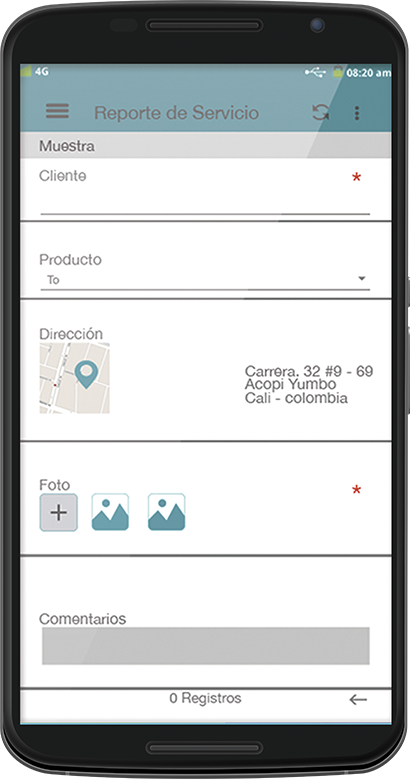 4G 08:20 am
Reporte de Servicio
Muestra
Cliente *
Producto
To
Dirección
Carrera. 32 #9 - 69
Acopi Yumbo
Cali - colombia
Foto *
Comentarios
0 Registros